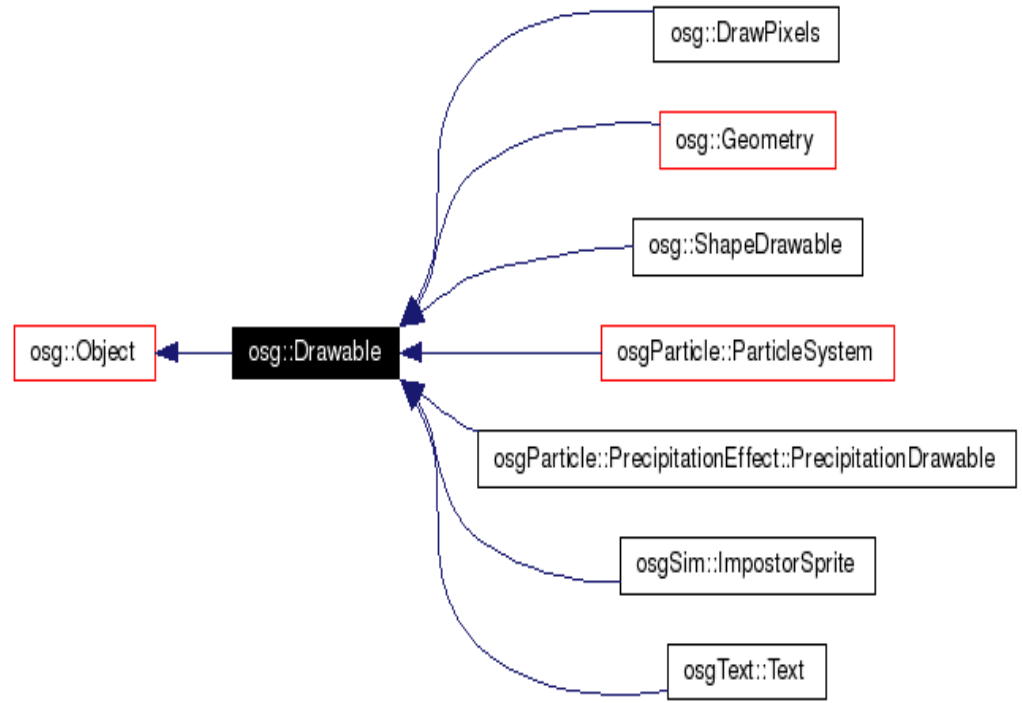 osg::DrawPixels
osg::Geometry
osg::ShapeDrawable
osg::Object
osg::Drawable
osgParticle::ParticleSystem
osgParticle::PrecipitationEffect::PrecipitationDrawable
osgSim::ImpostorSprite
osgText::Text